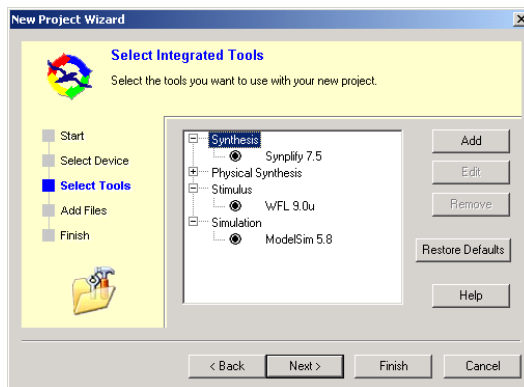 New Project Wizard
Select Integrated Tools
Select the tools you want to use with your new project.
Start
Select Device
Select Tools
Add Files
Finish
Synthesis
Synplify 7.5
Physical Synthesis
Stimulus
WFL 9.0u
Simulation
ModelSim 5.8
Add
Edit
Remove
Restore Defaults
Help
< Back
Next >
Finish
Cancel